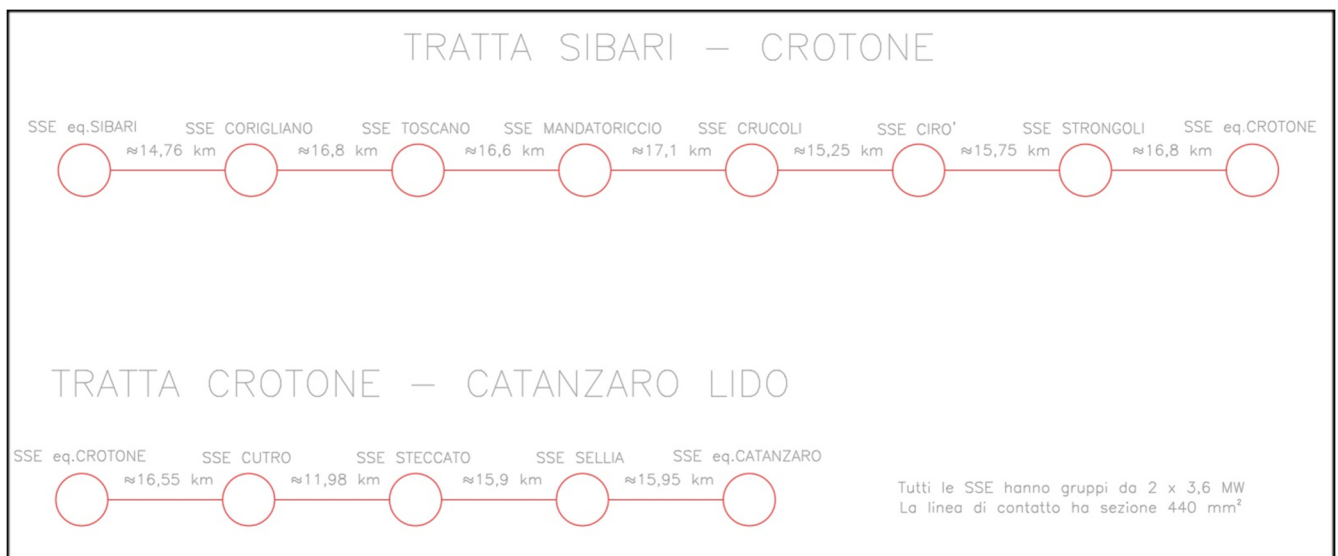 TRATTA SIBARI – CROTONE
SSE eq.SIBARI SSE CORIGLIANO SSE TOSCANO SSE MANDATORICCIO SSE CRUCOLI SSE CIRO' SSE STRONGOLI SSE eq.CROTONE
≈14,76 km ≈16,8 km ≈16,6 km ≈17,1 km ≈15,25 km ≈15,75 km ≈16,8 km
TRATTA CROTONE – CATANZARO LIDO
SSE eq.CROTONE SSE CUTRO SSE STECCATO SSE SELLIA SSE eq.CATANZARO
≈16,55 km ≈11,98 km ≈15,9 km ≈15,95 km
Tutti le SSE hanno gruppi da 2 x 3,6 MW
La linea di contatto ha sezione 440 mm²